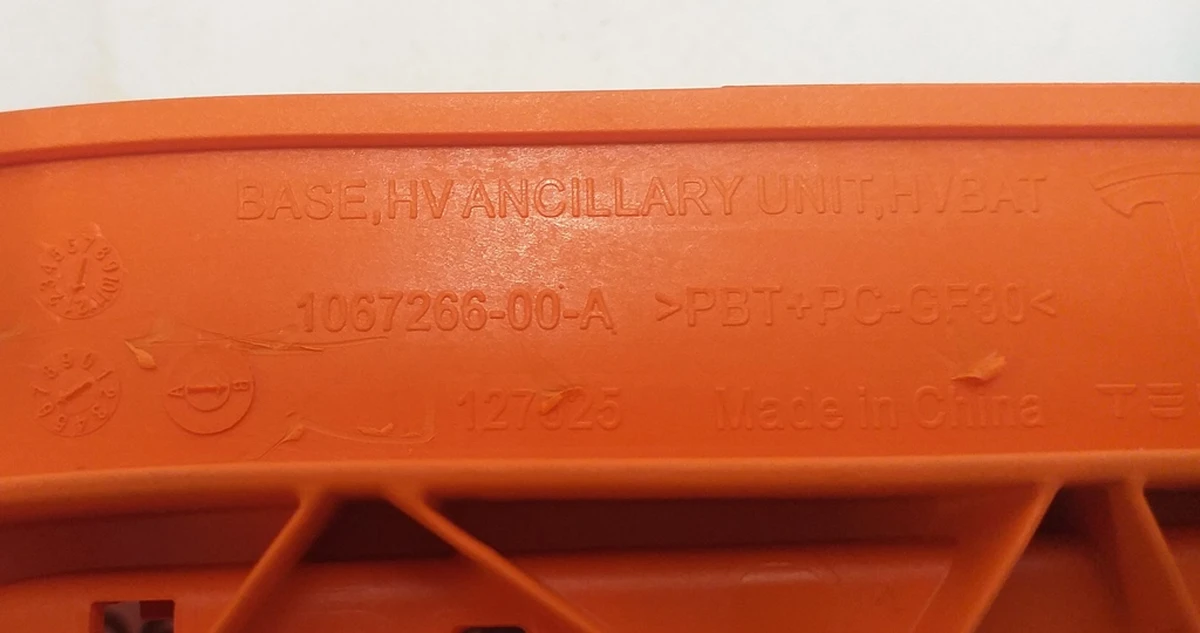 BASE,HV ANCILLARY UNIT,HVBAT
1067266-00-A >PBT+PC-GF30<
Made in China
A B